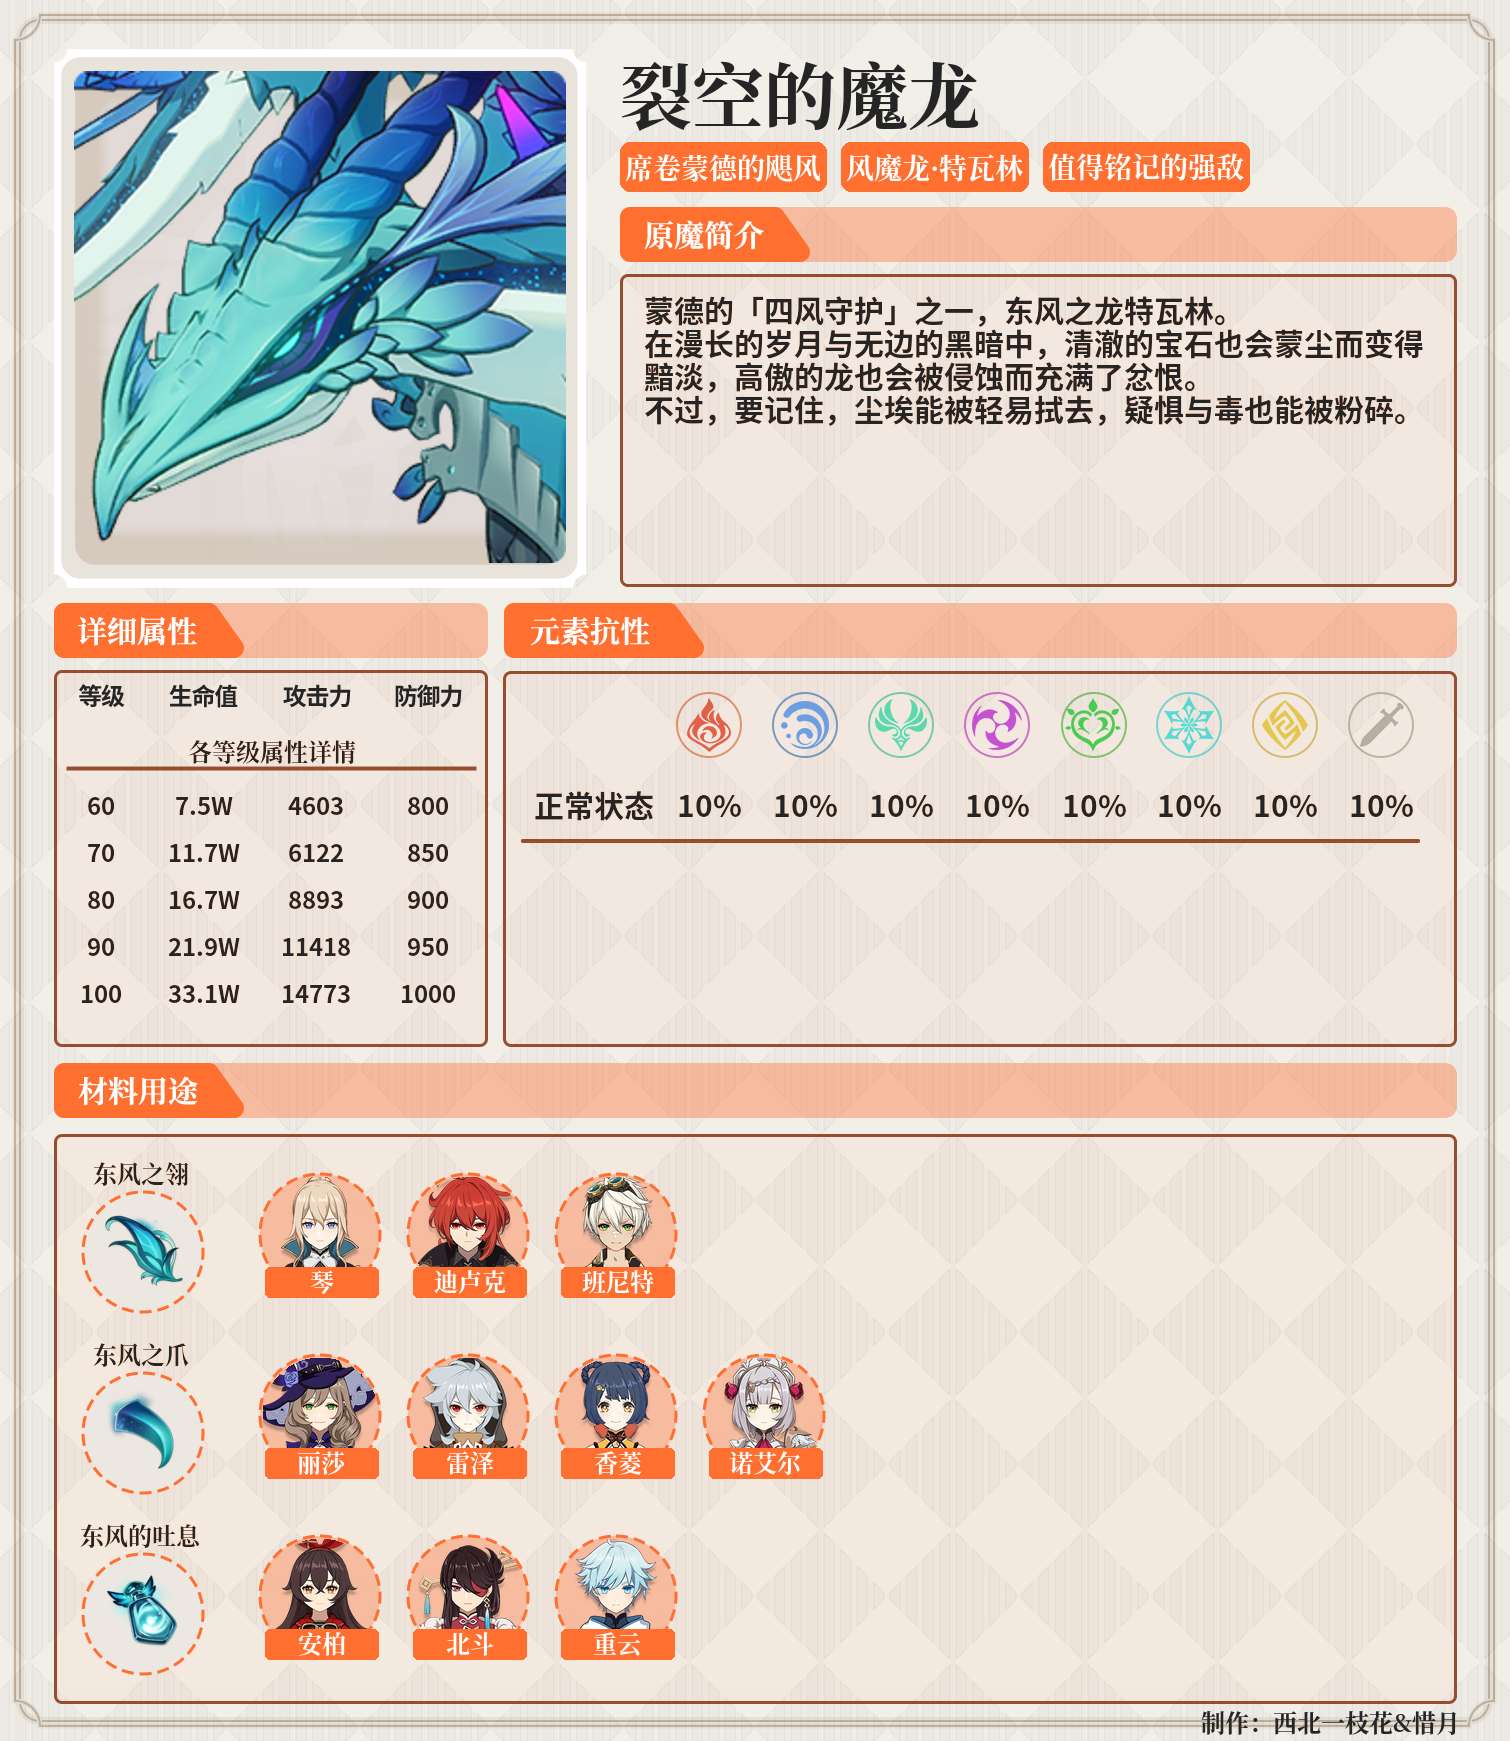 裂空的魔龙
席卷蒙德的飓风 风魔龙·特瓦林 值得铭记的强敌
原魔简介
蒙德的「四风守护」之一，东风之龙特瓦林。
在漫长的岁月与无边的黑暗中，清澈的宝石也会蒙尘而变得
黯淡，高傲的龙也会被侵蚀而充满了忿恨。
不过，要记住，尘埃能被轻易拭去，疑惧与毒也能被粉碎。
详细属性
等级 生命值 攻击力 防御力
各等级属性详情
60 7.5W 4603 800
70 11.7W 6122 850
80 16.7W 8893 900
90 21.9W 11418 950
100 33.1W 14773 1000
元素抗性
正常状态 10% 10% 10% 10% 10% 10% 10% 10%
材料用途
东风之翎
琴 迪卢克 班尼特
东风之爪
丽莎 雷泽 香菱 诺艾尔
东风的吐息
安柏 北斗 重云
制作：西北一枝花&惜月